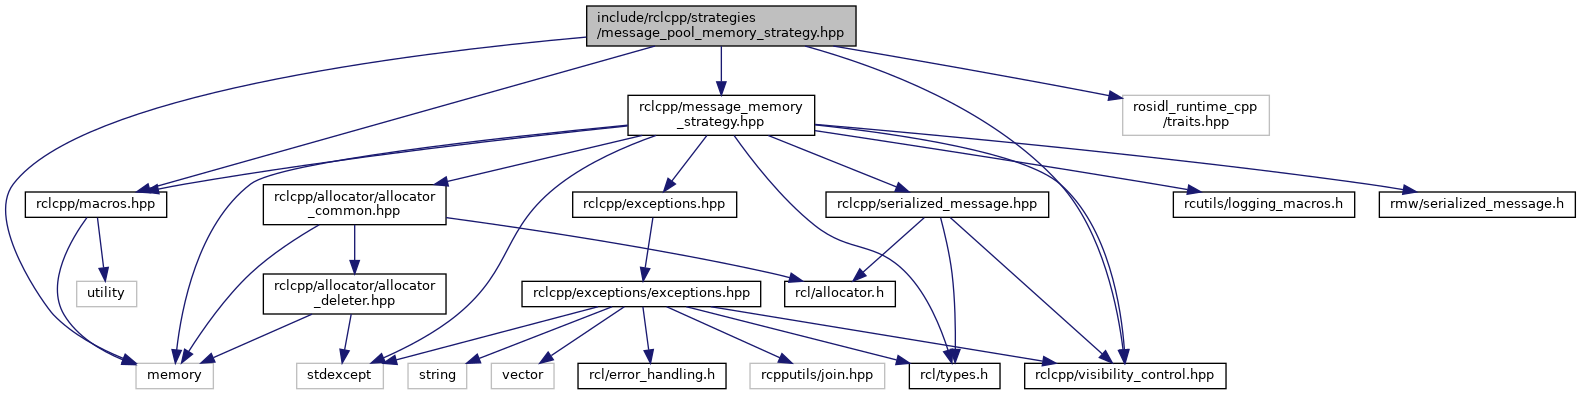 include/rclcpp/strategies
/message_pool_memory_strategy.hpp
rclcpp/message_memory
_strategy.hpp
rosidl_runtime_cpp
/traits.hpp
rclcpp/macros.hpp
rclcpp/allocator/allocator
_common.hpp
rclcpp/exceptions.hpp
rclcpp/serialized_message.hpp
rcutils/logging_macros.h
rmw/serialized_message.h
utility
rclcpp/allocator/allocator
_deleter.hpp
rclcpp/exceptions/exceptions.hpp
rcl/allocator.h
memory
stdexcept
string
vector
rcl/error_handling.h
rcpputils/join.hpp
rcl/types.h
rclcpp/visibility_control.hpp